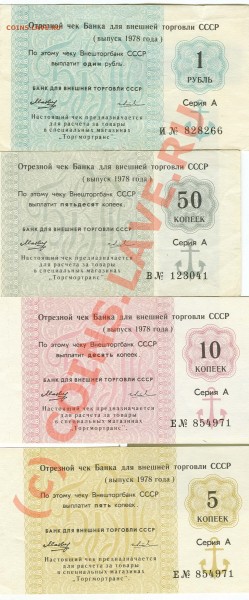 Отрезной чек Банка для внешней торговли СССР
(выпуск 1978 года)
По этому чеку Внешторгбанк СССР
выплатит один рубль.
1
РУБЛЬ
БАНК ДЛЯ ВНЕШНЕЙ ТОРГОВЛИ СССР
Серия А
Настоящий чек предназначается
для расчета за товары
в специальных магазинах
"Торгмортранс".
И № 828266
Отрезной чек Банка для внешней торговли СССР
(выпуск 1978 года)
По этому чеку Внешторгбанк СССР
выплатит пятьдесят копеек.
50
КОПЕЕК
БАНК ДЛЯ ВНЕШНЕЙ ТОРГОВЛИ СССР
Серия А
Настоящий чек предназначается
для расчета за товары
в специальных магазинах
"Торгмортранс".
В № 123041
Отрезной чек Банка для внешней торговли СССР
(выпуск 1978 года)
По этому чеку Внешторгбанк СССР
выплатит десять копеек.
10
КОПЕЕК
БАНК ДЛЯ ВНЕШНЕЙ ТОРГОВЛИ СССР
Серия А
Настоящий чек предназначается
для расчета за товары
в специальных магазинах
"Торгмортранс".
ЕМ 854971
Отрезной чек Банка для внешней торговли СССР
(выпуск 1978 года)
По этому чеку Внешторгбанк СССР
выплатит пять копеек.
5
КОПЕЕК
БАНК ДЛЯ ВНЕШНЕЙ ТОРГОВЛИ СССР
Серия А
Настоящий чек предназначается
для расчета за товары
в специальных магазинах
"Торгмортранс".
Е № 854971
(c) COINS.LAVE.RU